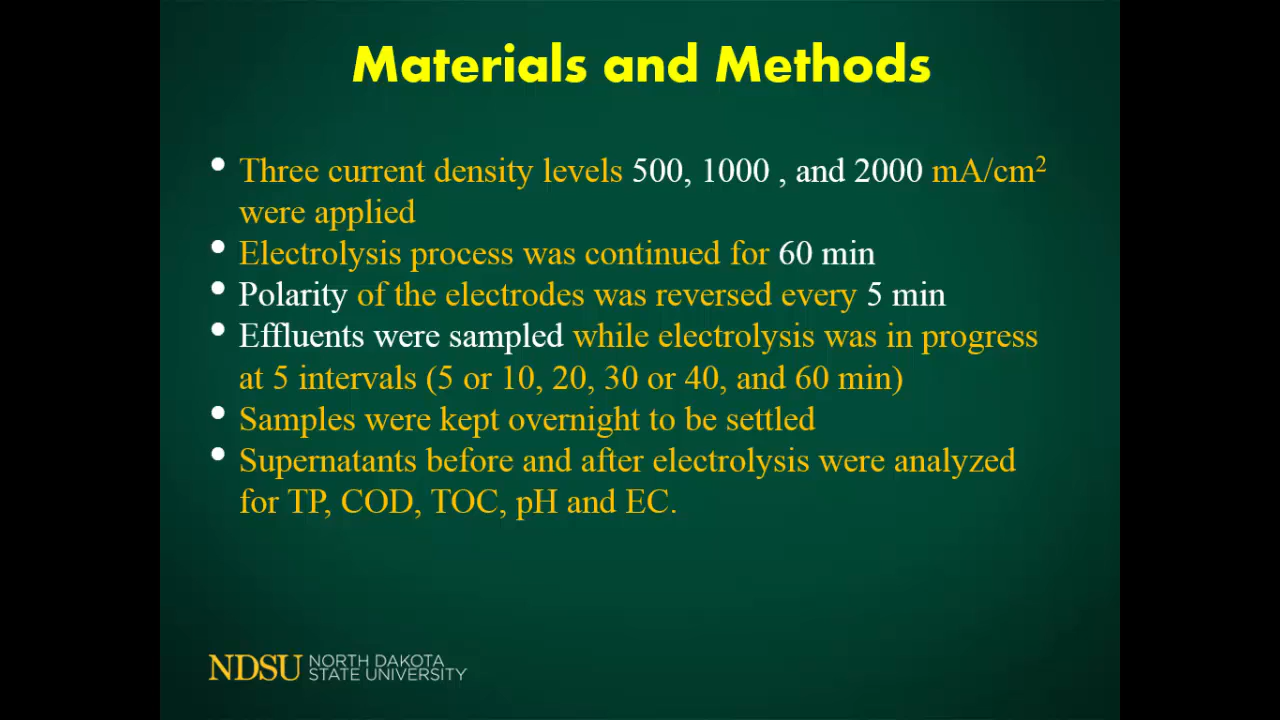 Materials and Methods
• Three current density levels 500, 1000 , and 2000 mA/cm²
were applied
• Electrolysis process was continued for 60 min
• Polarity of the electrodes was reversed every 5 min
• Effluents were sampled while electrolysis was in progress
at 5 intervals (5 or 10, 20, 30 or 40, and 60 min)
• Samples were kept overnight to be settled
• Supernatants before and after electrolysis were analyzed
for TP, COD, TOC, pH and EC.
NDSU NORTH DAKOTA
STATE UNIVERSITY